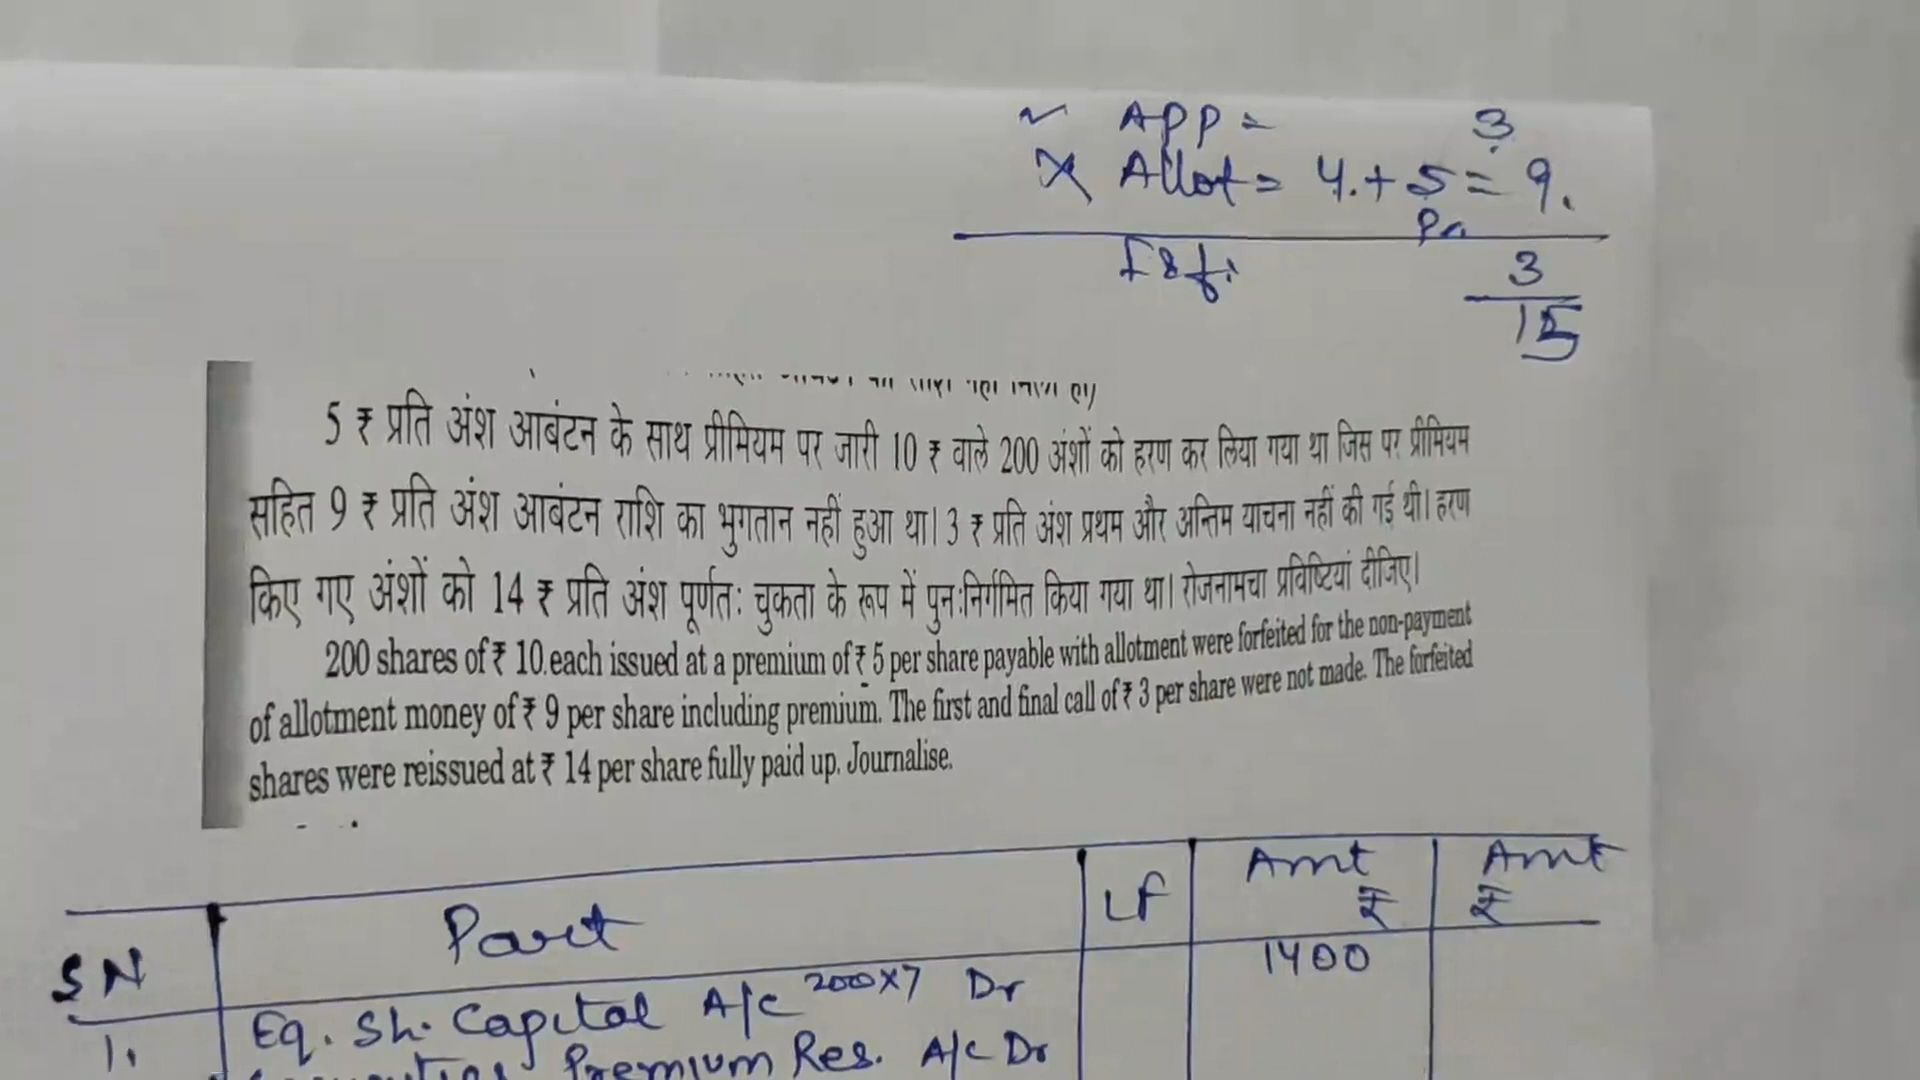 ✓ APP = 3
✗ Allot = 4. + 5 = 9.
Pr.
F & f. 3
15
5 ₹ प्रति अंश आबंटन के साथ प्रीमियम पर जारी 10 ₹ वाले 200 अंशों को हरण कर लिया गया था जिस पर प्रीमियम
सहित 9 ₹ प्रति अंश आबंटन राशि का भुगतान नहीं हुआ था। 3 ₹ प्रति अंश प्रथम और अन्तिम याचना नहीं की गई थी। हरण
किए गए अंशों को 14 ₹ प्रति अंश पूर्णतः चुकता के रूप में पुनःनिर्गमित किया गया था। रोजनामचा प्रविष्टियां दीजिए।
200 shares of ₹ 10.each issued at a premium of ₹ 5 per share payable with allotment were forfeited for the non-payment
of allotment money of ₹ 9 per share including premium. The first and final call of ₹ 3 per share were not made. The forfeited
shares were reissued at ₹ 14 per share fully paid up. Journalise.
SN Part LF Amt ₹ Amt ₹
1. Eq. Sh. Capital A/c 200×7 Dr 1400
Premium Res. A/c Dr